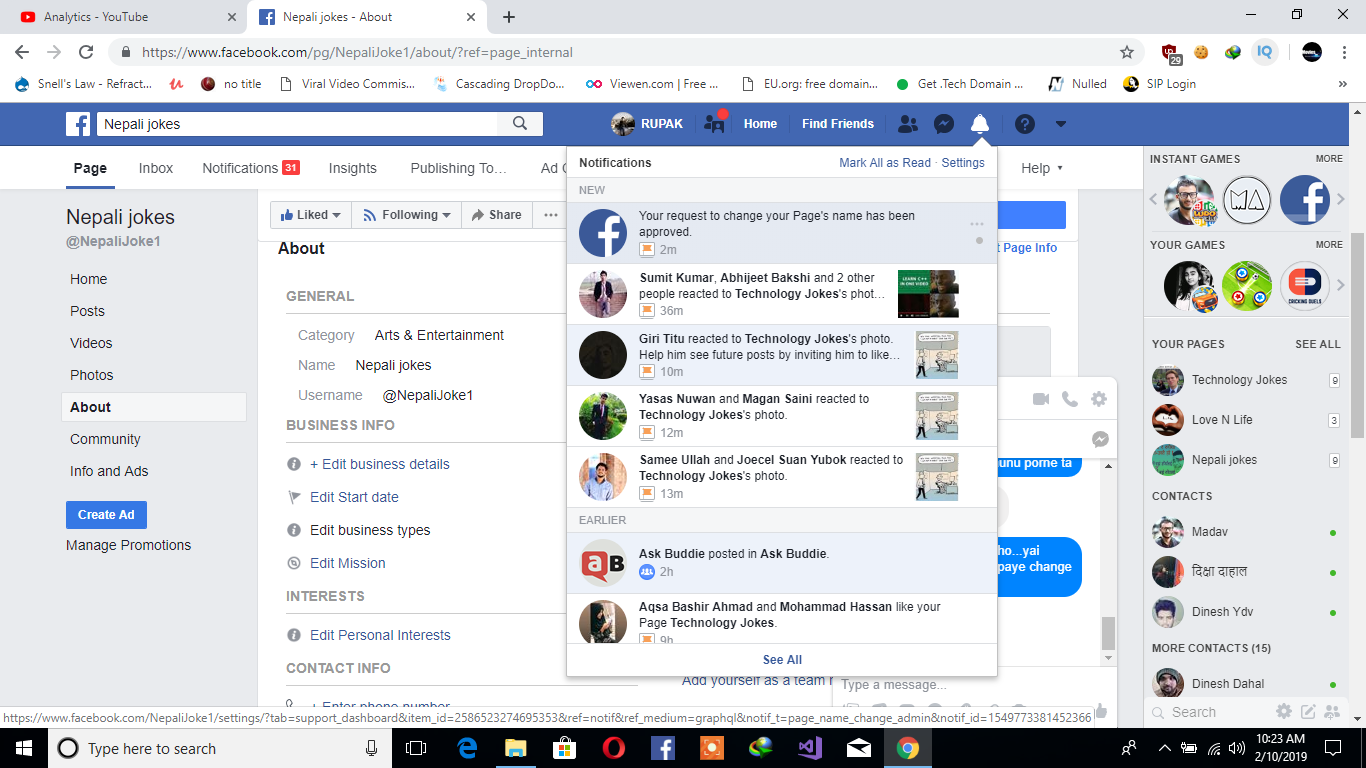 Analytics - YouTube
Nepali jokes - About
https://www.facebook.com/pg/NepaliJoke1/about/?ref=page_internal
29
IQ
Snell's Law - Refract...
no title
Viral Video Commis...
Cascading DropDo...
Viewen.com | Free ...
EU.org: free domain...
Get .Tech Domain ...
Nulled
SIP Login
»
Nepali jokes
RUPAK
Home
Find Friends
Page
Inbox
Notifications 31
Insights
Publishing To...
Ad C
Help
Nepali jokes
@NepaliJoke1
Home
Posts
Videos
Photos
About
Community
Info and Ads
Create Ad
Manage Promotions
Liked
Following
Share
...
About
t Page Info
GENERAL
Category Arts & Entertainment
Name Nepali jokes
Username @NepaliJoke1
BUSINESS INFO
+ Edit business details
Edit Start date
Edit business types
Edit Mission
INTERESTS
Edit Personal Interests
CONTACT INFO
+ Enter phone number
Notifications
Mark All as Read · Settings
NEW
Your request to change your Page's name has been
approved.
2m
Sumit Kumar, Abhijeet Bakshi and 2 other
people reacted to Technology Jokes's phot...
36m
LEARN C++
IN ONE VIDEO
Giri Titu reacted to Technology Jokes's photo.
Help him see future posts by inviting him to like...
10m
Yasas Nuwan and Magan Saini reacted to
Technology Jokes's photo.
12m
Samee Ullah and Joecel Suan Yubok reacted to
Technology Jokes's photo.
13m
EARLIER
Ask Buddie posted in Ask Buddie.
2h
aB
Aqsa Bashir Ahmad and Mohammad Hassan like your
Page Technology Jokes.
9h
See All
Add yourself as a team
unu porne ta
ho...yai
paye change
Type a message...
INSTANT GAMES
MORE
YOUR GAMES
MORE
CRICKING DUELS
YOUR PAGES
SEE ALL
Technology Jokes 9
Love N Life 3
Nepali jokes 9
CONTACTS
Madav
दिक्षा दाहाल
Dinesh Ydv
MORE CONTACTS (15)
Dinesh Dahal
Search
https://www.facebook.com/NepaliJoke1/settings/?tab=support_dashboard&item_id=2586523274695353&ref=notif&ref_medium=graphql&notif_t=page_name_change_admin&notif_id=1549773381452366
Type here to search
10:23 AM
2/10/2019